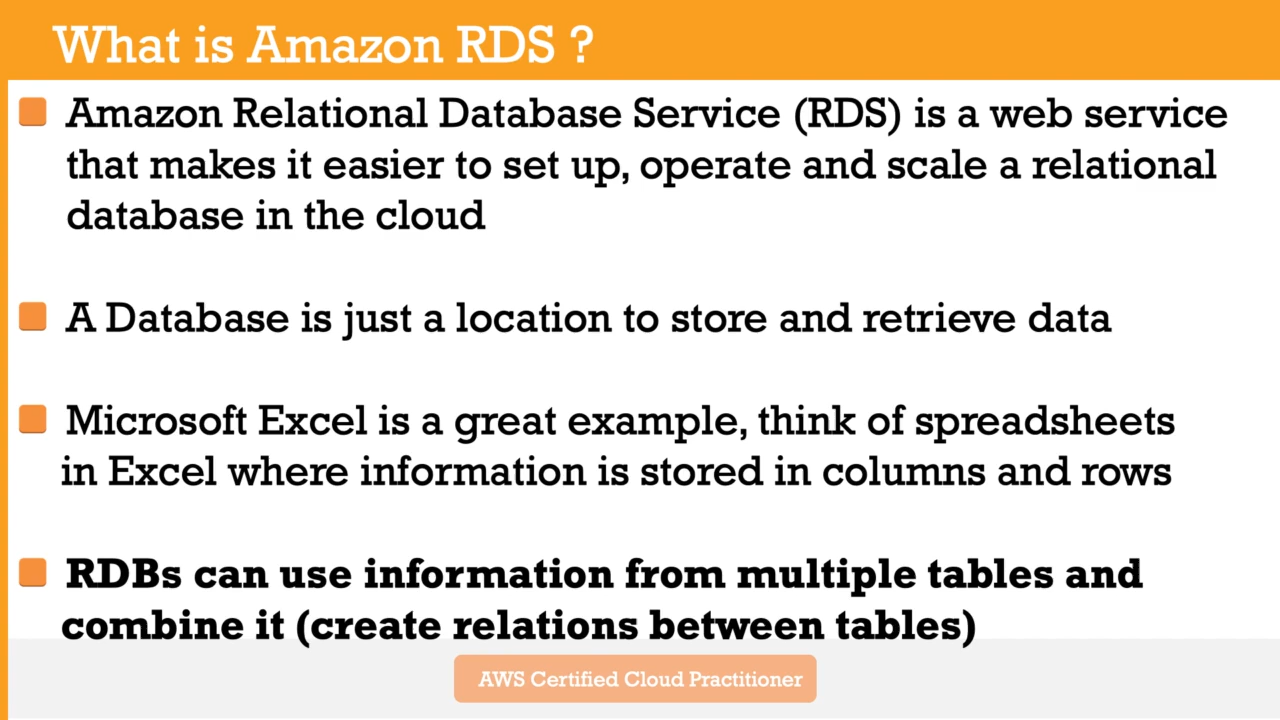 What is Amazon RDS ?
Amazon Relational Database Service (RDS) is a web service
that makes it easier to set up, operate and scale a relational
database in the cloud
A Database is just a location to store and retrieve data
Microsoft Excel is a great example, think of spreadsheets
in Excel where information is stored in columns and rows
RDBs can use information from multiple tables and
combine it (create relations between tables)
AWS Certified Cloud Practitioner